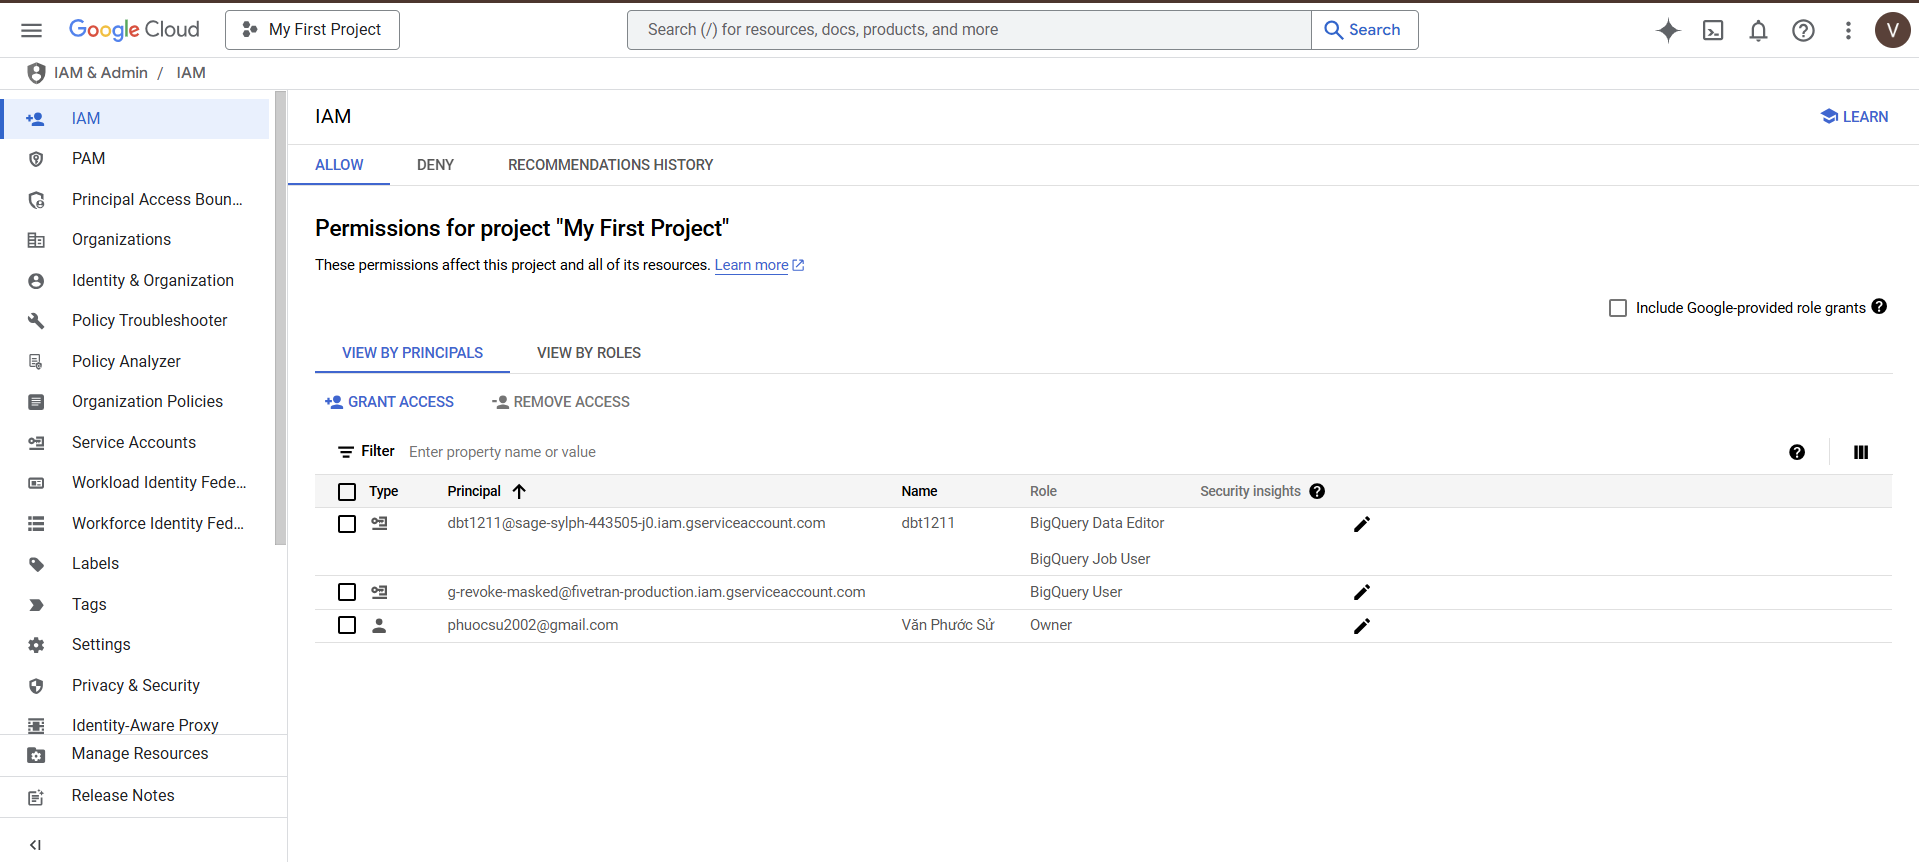 Google Cloud
My First Project
Search (/) for resources, docs, products, and more
Search
V
IAM & Admin / IAM
IAM
PAM
Principal Access Boun...
Organizations
Identity & Organization
Policy Troubleshooter
Policy Analyzer
Organization Policies
Service Accounts
Workload Identity Fede...
Workforce Identity Fed...
Labels
Tags
Settings
Privacy & Security
Identity-Aware Proxy
Manage Resources
Release Notes
IAM
LEARN
ALLOW DENY RECOMMENDATIONS HISTORY
Permissions for project "My First Project"
These permissions affect this project and all of its resources. Learn more
Include Google-provided role grants
VIEW BY PRINCIPALS VIEW BY ROLES
GRANT ACCESS REMOVE ACCESS
Filter Enter property name or value
Type Principal Name Role Security insights
dbt1211@sage-sylph-443505-j0.iam.gserviceaccount.com dbt1211 BigQuery Data Editor
BigQuery Job User
g-revoke-masked@fivetran-production.iam.gserviceaccount.com BigQuery User
phuocsu2002@gmail.com Văn Phước Sử Owner